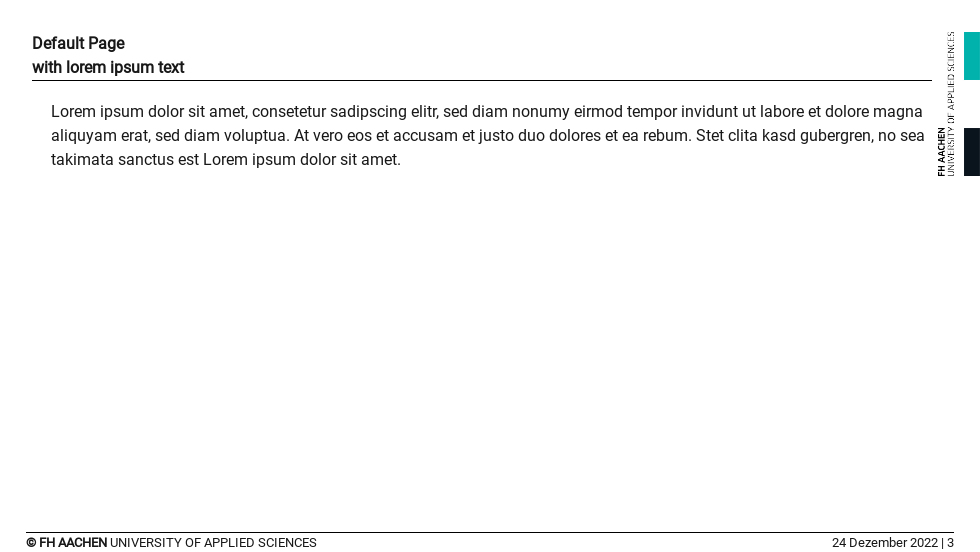 Default Page
with lorem ipsum text
Lorem ipsum dolor sit amet, consetetur sadipscing elitr, sed diam nonumy eirmod tempor invidunt ut labore et dolore magna
aliquyam erat, sed diam voluptua. At vero eos et accusam et justo duo dolores et ea rebum. Stet clita kasd gubergren, no sea
takimata sanctus est Lorem ipsum dolor sit amet.
FH AACHEN
UNIVERSITY OF APPLIED SCIENCES
© FH AACHEN UNIVERSITY OF APPLIED SCIENCES
24 Dezember 2022 | 3